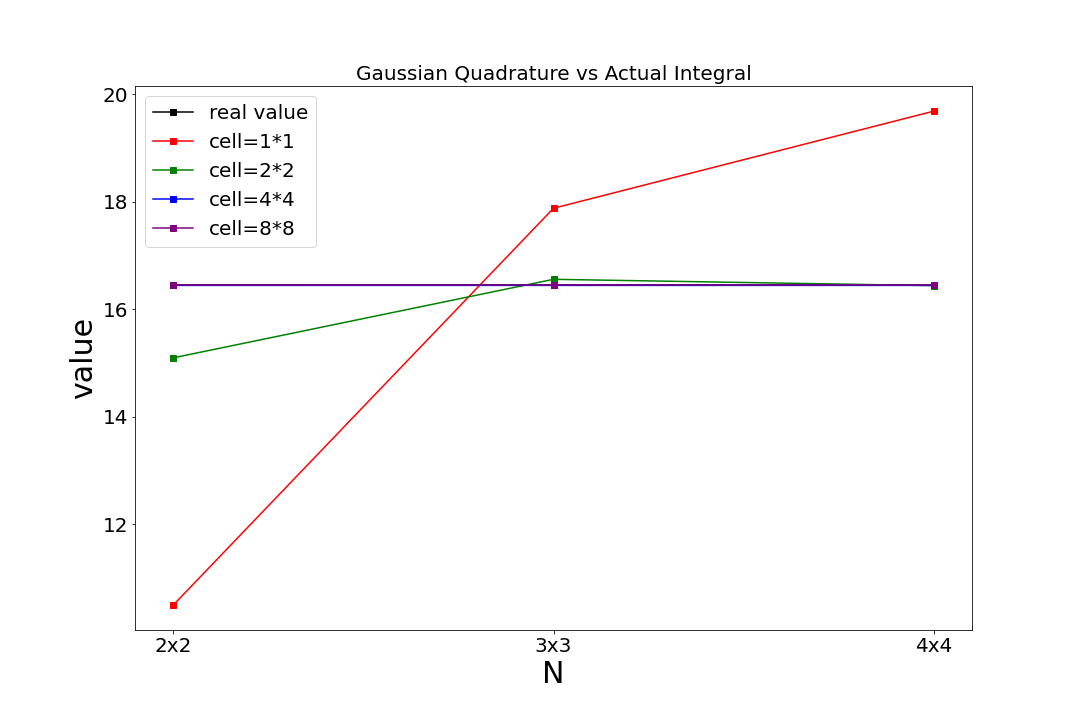 Gaussian Quadrature vs Actual Integral
real value
cell=1*1
cell=2*2
cell=4*4
cell=8*8
20
18
16
14
12
value
2x2
3x3
4x4
N